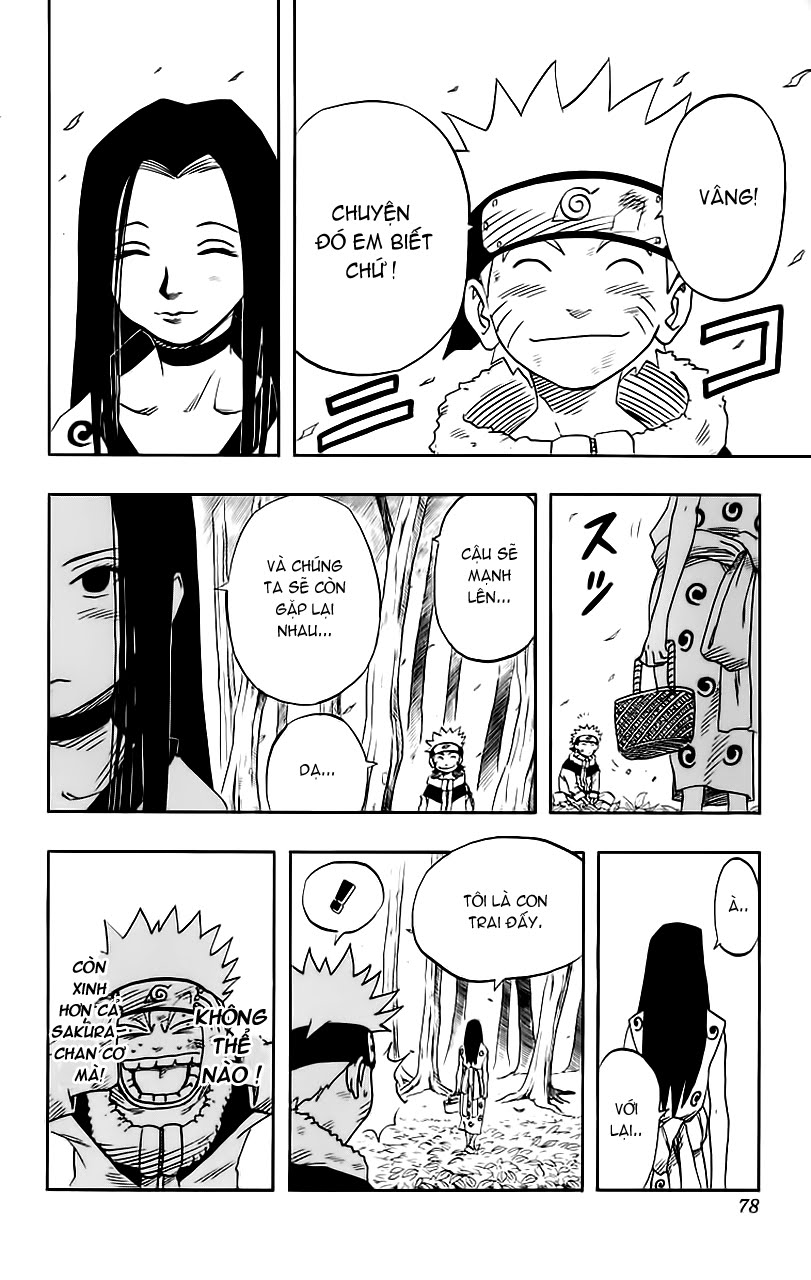 VÂNG!
CHUYỆN
ĐÓ EM BIẾT
CHỨ!
ニコ
スッ
CẬU SẼ
MẠNH
LÊN...
VÀ CHÚNG
TA SẼ CÒN
GẶP LẠI
NHAU...
DẠ...
À..
VỚI
LẠI..
TÔI LÀ CON
TRAI ĐẤY.
!
KHÔNG
THỂ
NÀO!
CÒN
XINH
HƠN CẢ
SAKURA
CHAN CƠ
MÀ!
78